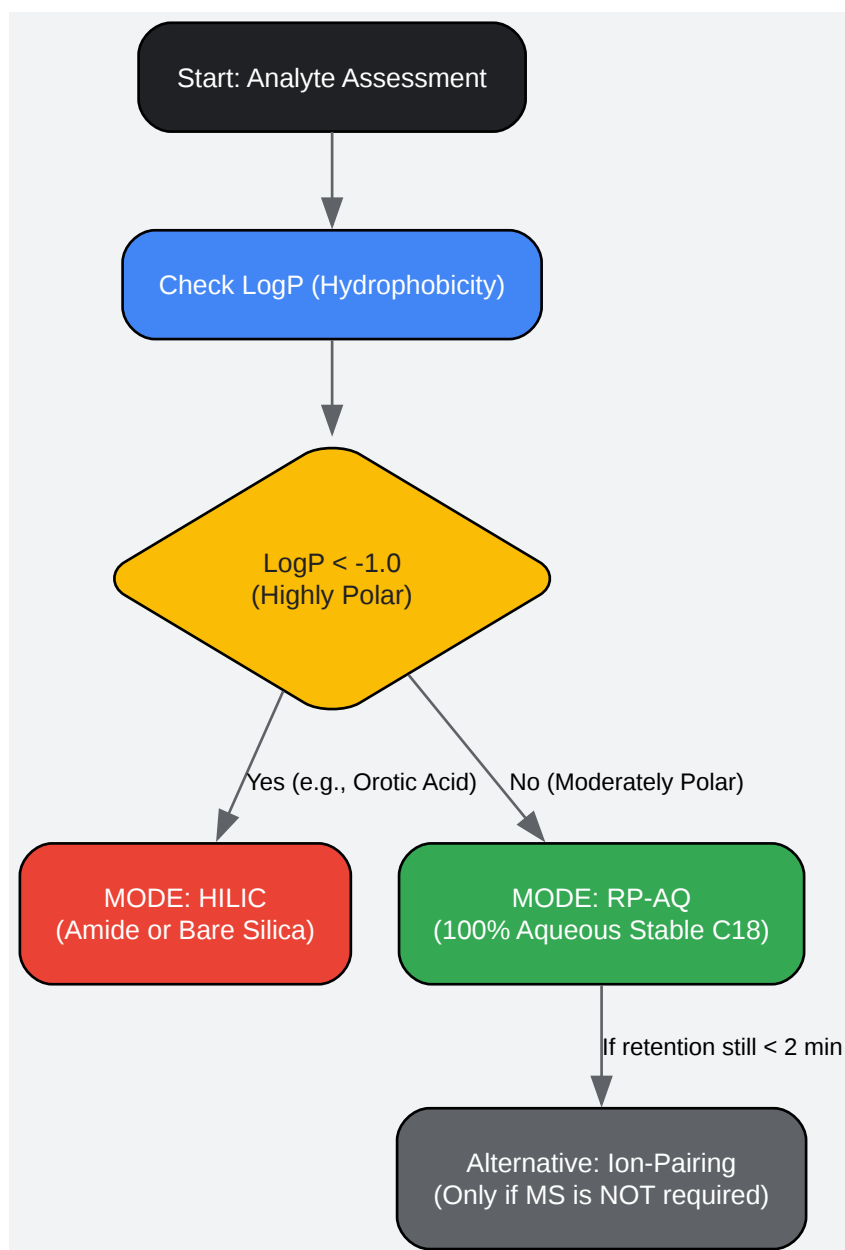 Start: Analyte Assessment
Check LogP (Hydrophobicity)
LogP < -1.0
(Highly Polar)
Yes (e.g., Orotic Acid)
No (Moderately Polar)
MODE: HILIC
(Amide or Bare Silica)
MODE: RP-AQ
(100% Aqueous Stable C18)
If retention still < 2 min
Alternative: Ion-Pairing
(Only if MS is NOT required)